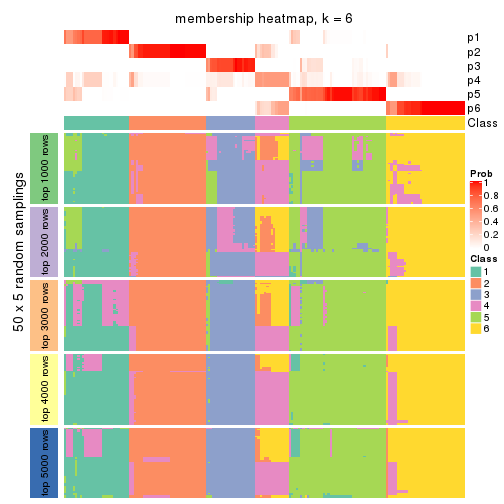 membership heatmap, k = 6
p1
p2
p3
p4
p5
p6
Class
50 x 5 random samplings
top 1000 rows
top 2000 rows
top 3000 rows
top 4000 rows
top 5000 rows
Prob
1
0.8
0.6
0.4
0.2
0
Class
1
2
3
4
5
6